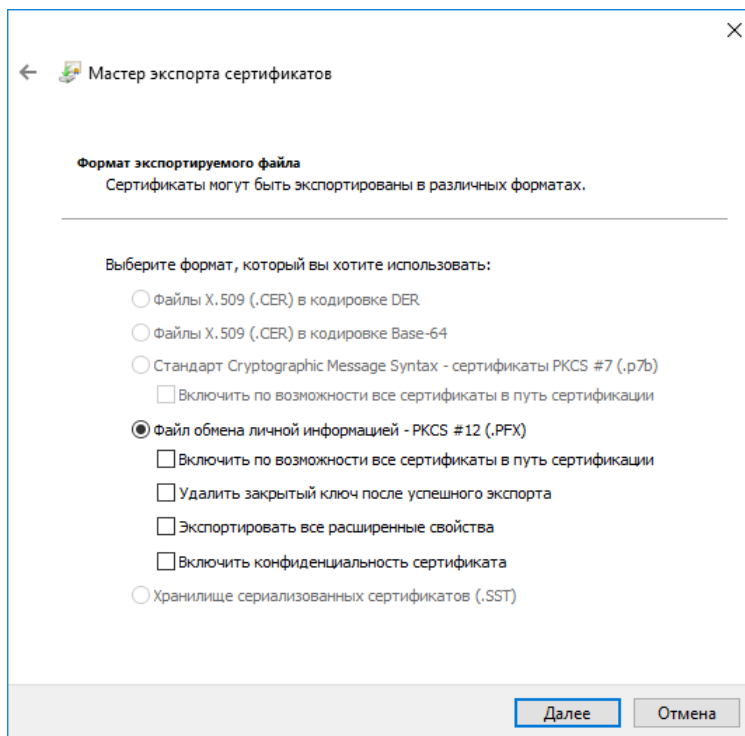 Мастер экспорта сертификатов
Формат экспортируемого файла
Сертификаты могут быть экспортированы в различных форматах.
Выберите формат, который вы хотите использовать:
Файлы X.509 (.CER) в кодировке DER
Файлы X.509 (.CER) в кодировке Base-64
Стандарт Cryptographic Message Syntax - сертификаты PKCS #7 (.p7b)
Включить по возможности все сертификаты в путь сертификации
Файл обмена личной информацией - PKCS #12 (.PFX)
Включить по возможности все сертификаты в путь сертификации
Удалить закрытый ключ после успешного экспорта
Экспортировать все расширенные свойства
Включить конфиденциальность сертификата
Хранилище сериализованных сертификатов (.SST)
Далее Отмена